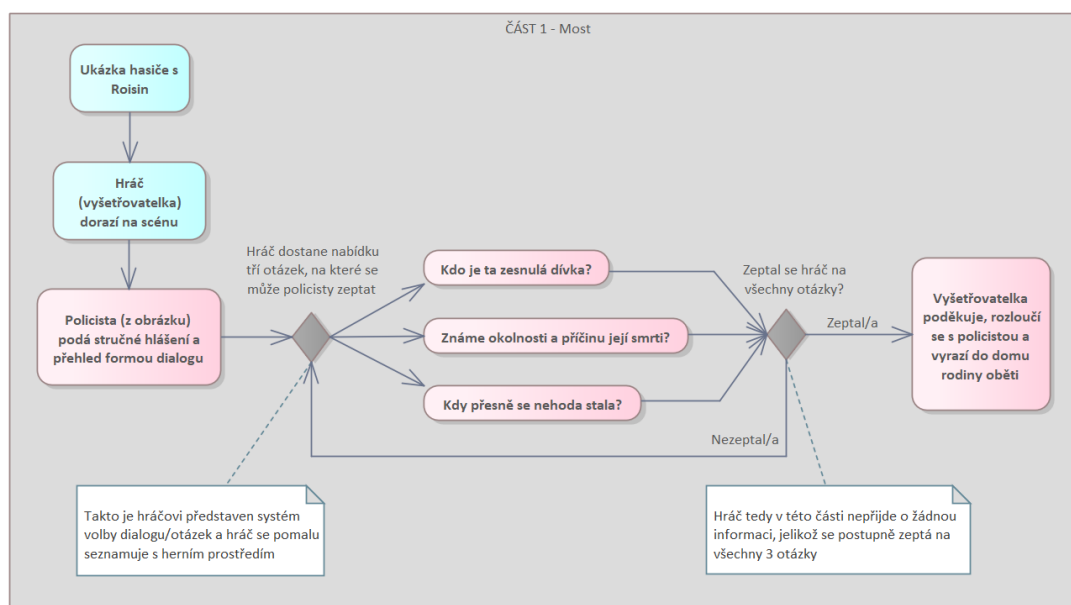 ČÁST 1 - Most
Ukázka hasiče s
Roisin
Hráč
(vyšetřovatelka)
dorazí na scénu
Policista (z obrázku)
podá stručné hlášení a
přehled formou dialogu
Hráč dostane nabídku
tří otázek, na které se
může policisty zeptat
Kdo je ta zesnulá dívka?
Známe okolnosti a příčinu její smrti?
Kdy přesně se nehoda stala?
Zeptal se hráč na
všechny otázky?
Zeptal/a
Nezeptal/a
Vyšetřovatelka
poděkuje, rozloučí
se s policistou a
vyrazí do domu
rodiny oběti
Takto je hráčovi představen systém
volby dialogu/otázek a hráč se pomalu
seznamuje s herním prostředím
Hráč tedy v této části nepřijde o žádnou
informaci, jelikož se postupně zeptá na
všechny 3 otázky